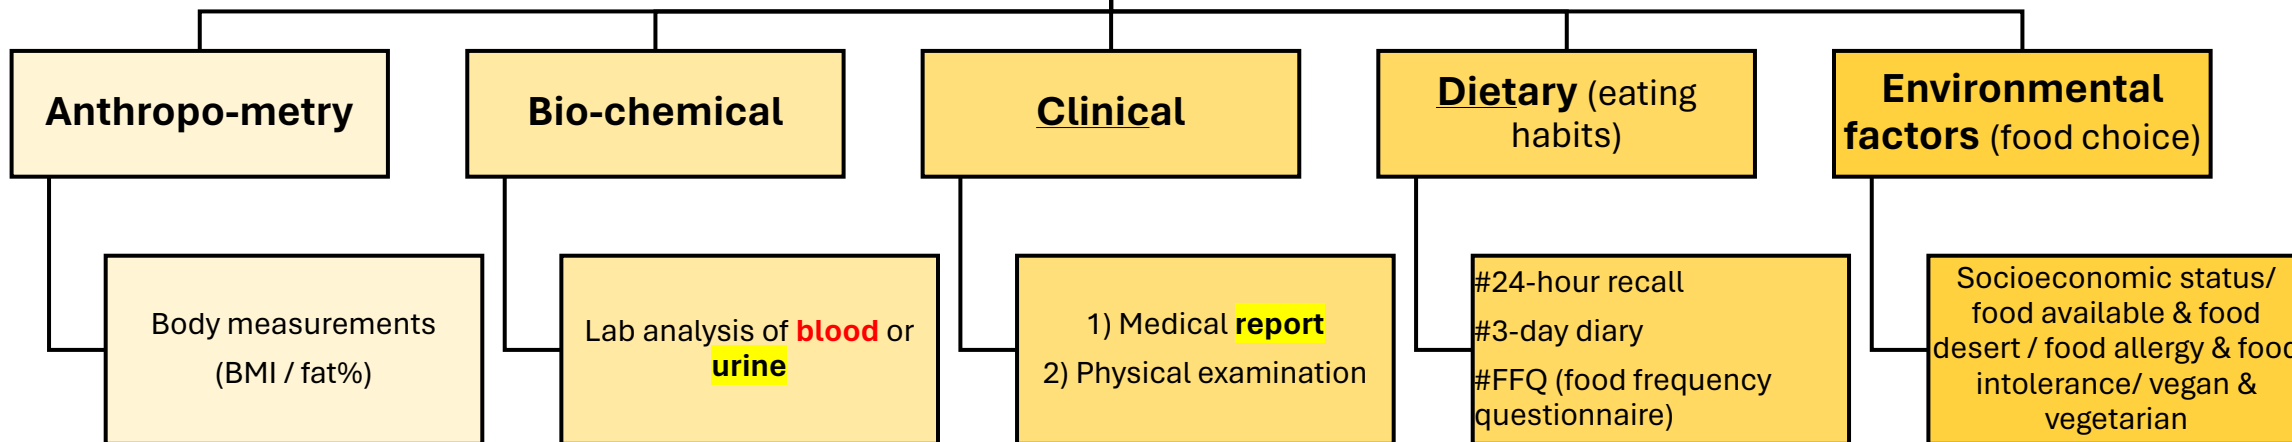 Anthropo-metry
Body measurements
(BMI / fat%)
Bio-chemical
Lab analysis of blood or
urine
Clinical
1) Medical report
2) Physical examination
Dietary (eating
habits)
#24-hour recall
#3-day diary
#FFQ (food frequency
questionnaire)
Environmental
factors (food choice)
Socioeconomic status/
food available & food
desert / food allergy & food
intolerance/ vegan &
vegetarian